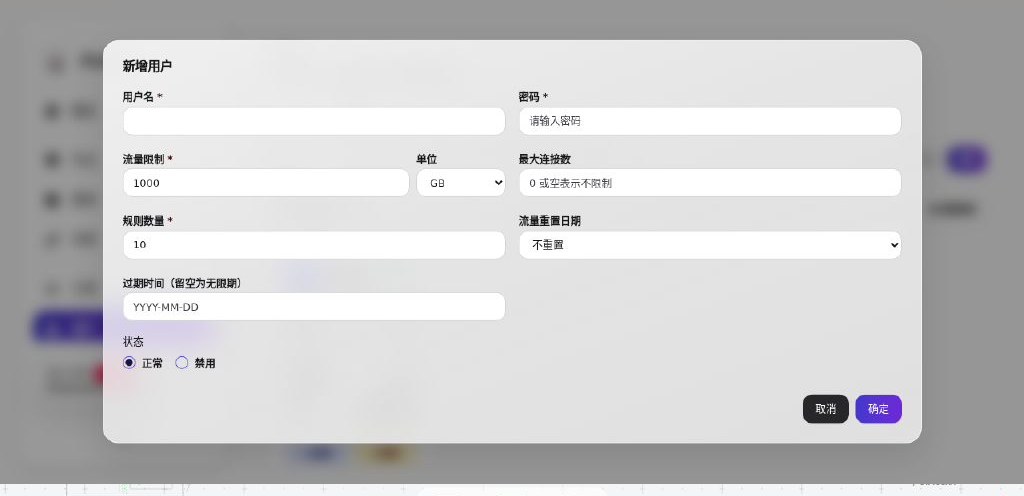 新增用户
用户名 *
密码 *
请输入密码
流量限制 *
单位
最大连接数
1000
GB
0 或空表示不限制
规则数量 *
流量重置日期
10
不重置
过期时间（留空为无限期）
YYYY-MM-DD
状态
正常
禁用
取消
确定